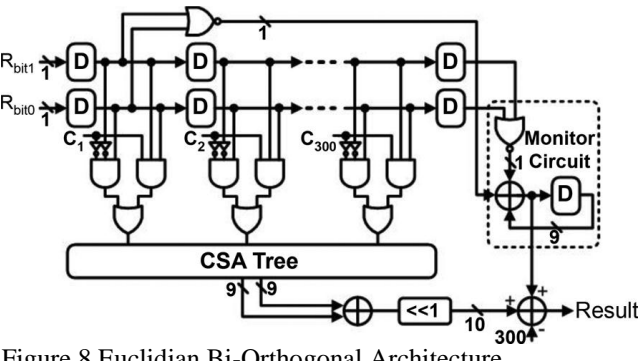 1
R_bit1 1 D D D
R_bit0 1 D D D
C_1 C_2 C_300
Monitor
Circuit
1
D
9
CSA Tree
9 9
<<1
10
+ +
300 -
Result
Figure 8 Euclidian Bi-Orthogonal Architecture